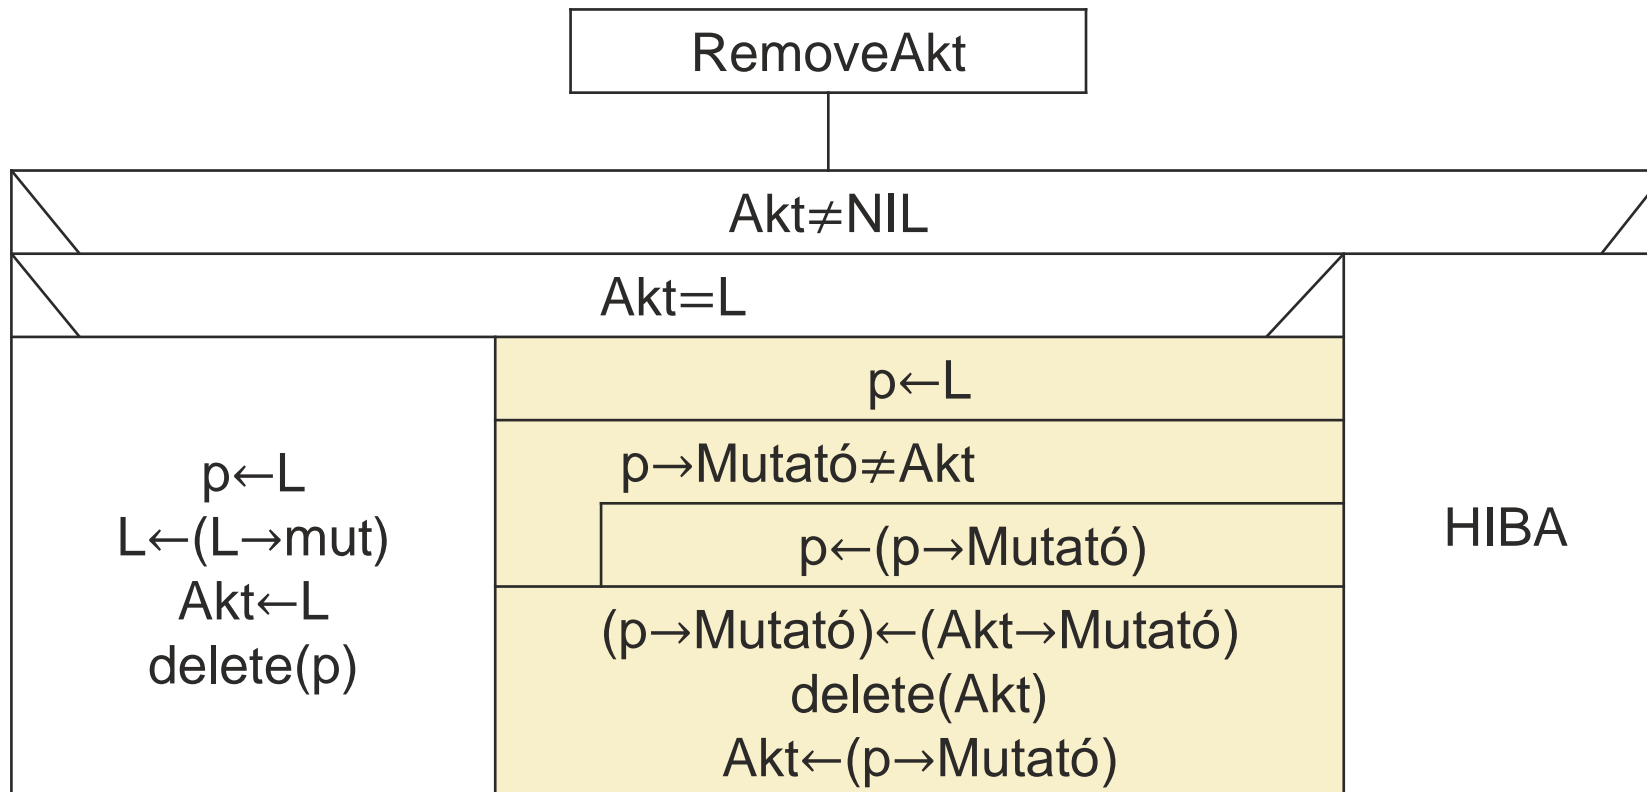 RemoveAkt
Akt≠NIL
Akt=L
p←L
L←(L→mut)
Akt←L
delete(p)
p←L
p→Mutató≠Akt
p←(p→Mutató)
(p→Mutató)←(Akt→Mutató)
delete(Akt)
Akt←(p→Mutató)
HIBA